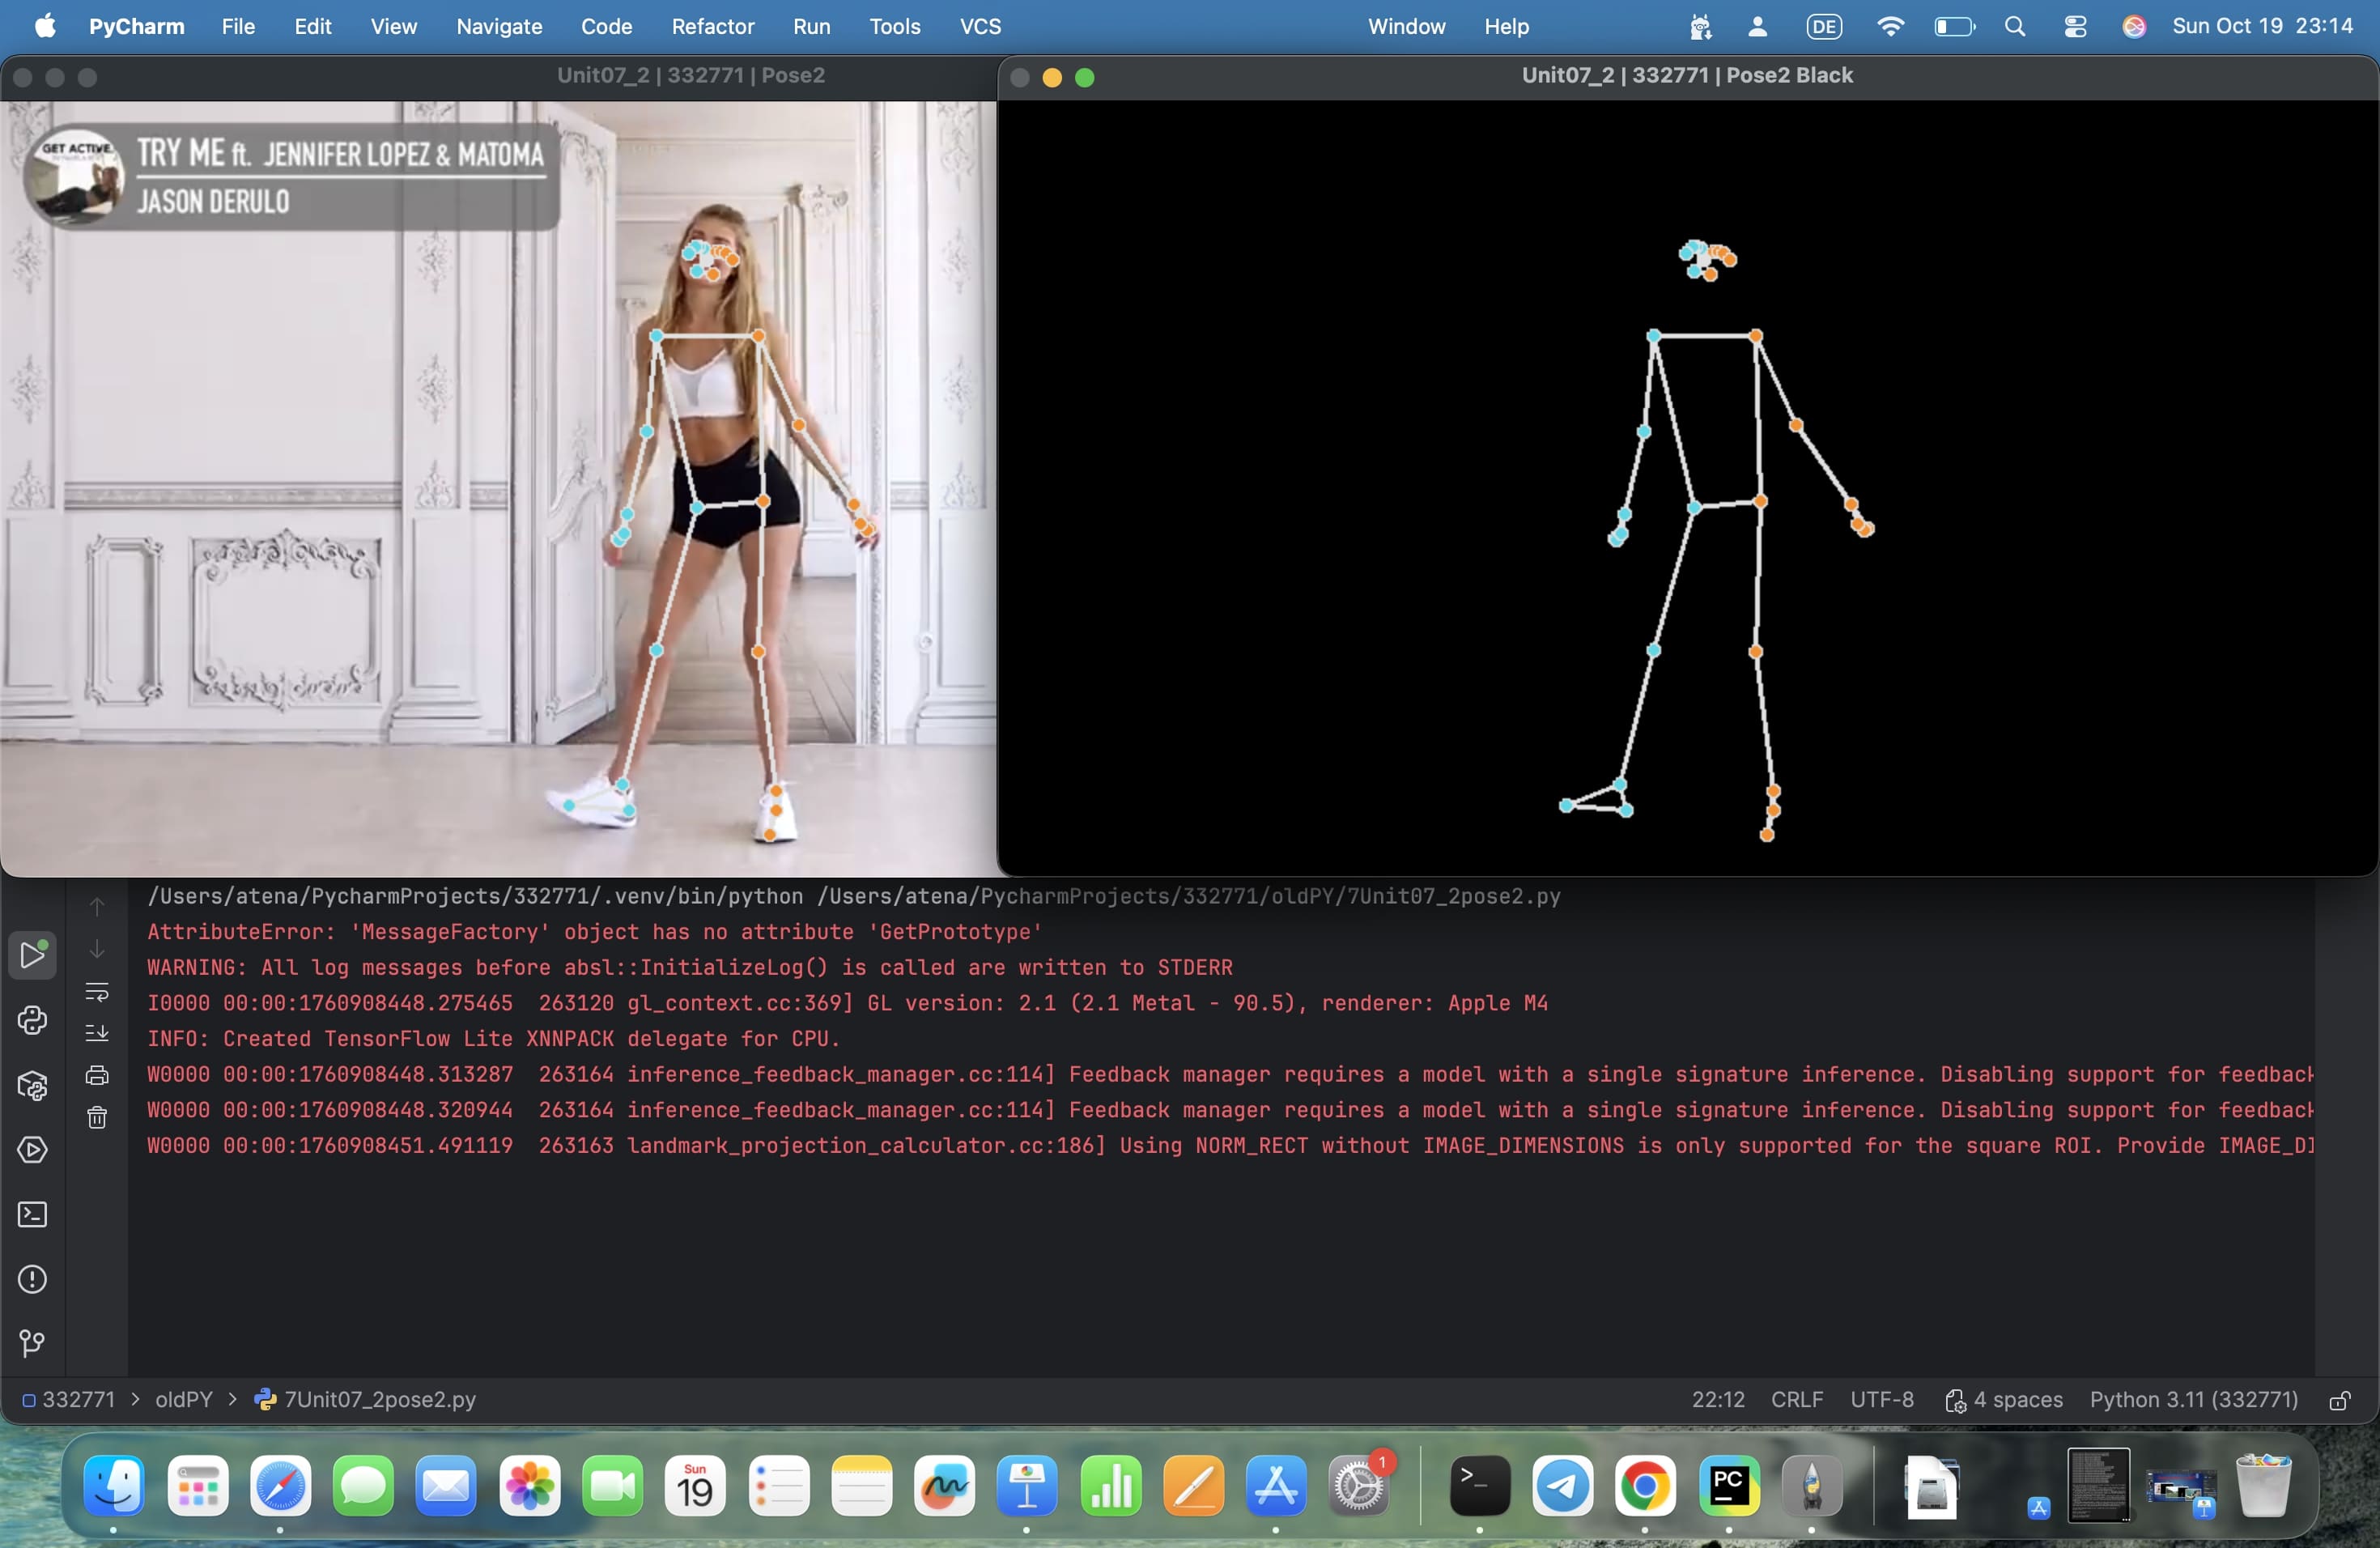 PyCharm File Edit View Navigate Code Refactor Run Tools VCS Window Help DE Sun Oct 19 23:14
Unit07_2 | 332771 | Pose2
Unit07_2 | 332771 | Pose2 Black
GET ACTIVE
TRY ME ft. JENNIFER LOPEZ & MATOMA
JASON DERULO
/Users/atena/PycharmProjects/332771/.venv/bin/python /Users/atena/PycharmProjects/332771/oldPY/7Unit07_2pose2.py
AttributeError: 'MessageFactory' object has no attribute 'GetPrototype'
WARNING: All log messages before absl::InitializeLog() is called are written to STDERR
I0000 00:00:1760908448.275465  263120 gl_context.cc:369] GL version: 2.1 (2.1 Metal - 90.5), renderer: Apple M4
INFO: Created TensorFlow Lite XNNPACK delegate for CPU.
W0000 00:00:1760908448.313287  263164 inference_feedback_manager.cc:114] Feedback manager requires a model with a single signature inference. Disabling support for feedback
W0000 00:00:1760908448.320944  263164 inference_feedback_manager.cc:114] Feedback manager requires a model with a single signature inference. Disabling support for feedback
W0000 00:00:1760908451.491119  263163 landmark_projection_calculator.cc:186] Using NORM_RECT without IMAGE_DIMENSIONS is only supported for the square ROI. Provide IMAGE_DI
332771 > oldPY > 7Unit07_2pose2.py
22:12 CRLF UTF-8 4 spaces Python 3.11 (332771)
Sun
19
1
PC